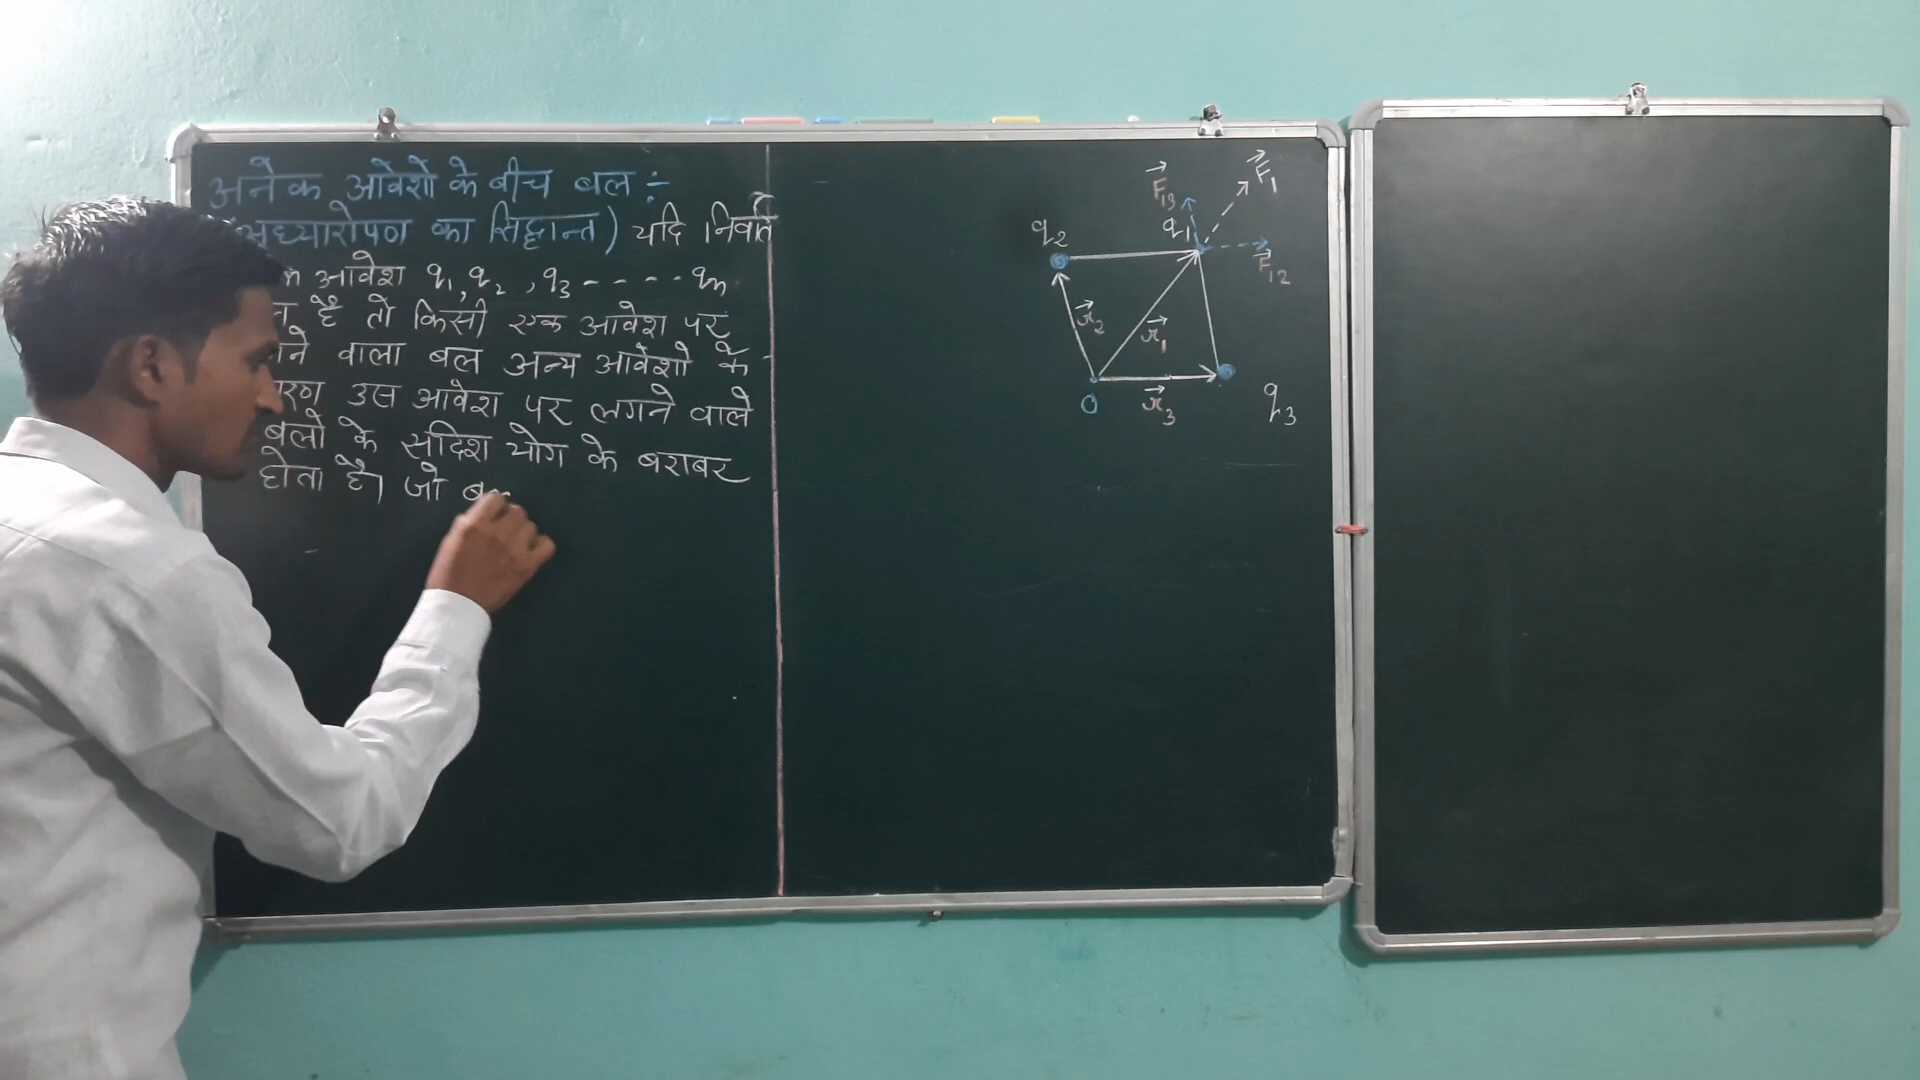 अनेक आवेशों के बीच बल :-
अध्यारोपण का सिद्धान्त) यदि निर्वात
आवेश q₁, q₂, q₃ - - - - qₙ
है तो किसी एक आवेश पर
वाला बल अन्य आवेशो के
उस आवेश पर लगने वाले
बलो के सदिश योग के बराबर
होता है। जो
F⃗₁
F⃗₁₃
q₂
q₁
F⃗₁₂
r⃗₂
r⃗₁
O
r⃗₃
q₃